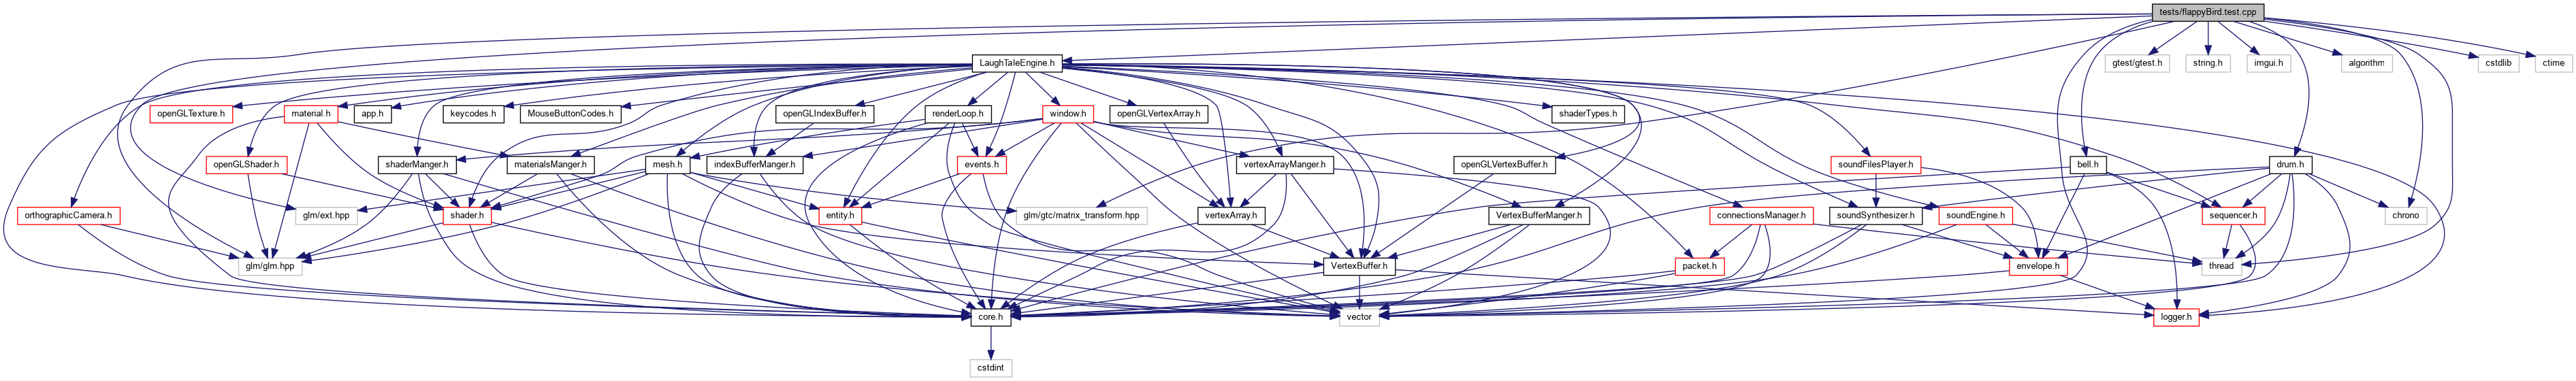 tests/flappyBird.test.cpp
LaughTaleEngine.h
gtest/gtest.h
string.h
imgui.h
algorithm
cstdlib
ctime
openGLTexture.h
material.h
app.h
keycodes.h
MouseButtonCodes.h
openGLIndexBuffer.h
renderLoop.h
window.h
openGLVertexArray.h
shaderTypes.h
openGLShader.h
shaderManger.h
materialsManger.h
mesh.h
indexBufferManger.h
events.h
vertexArrayManger.h
openGLVertexBuffer.h
soundFilesPlayer.h
bell.h
drum.h
orthographicCamera.h
glm/ext.hpp
shader.h
entity.h
glm/gtc/matrix_transform.hpp
vertexArray.h
VertexBufferManger.h
connectionsManager.h
soundSynthesizer.h
soundEngine.h
sequencer.h
chrono
glm/glm.hpp
VertexBuffer.h
packet.h
envelope.h
thread
core.h
vector
logger.h
cstdint